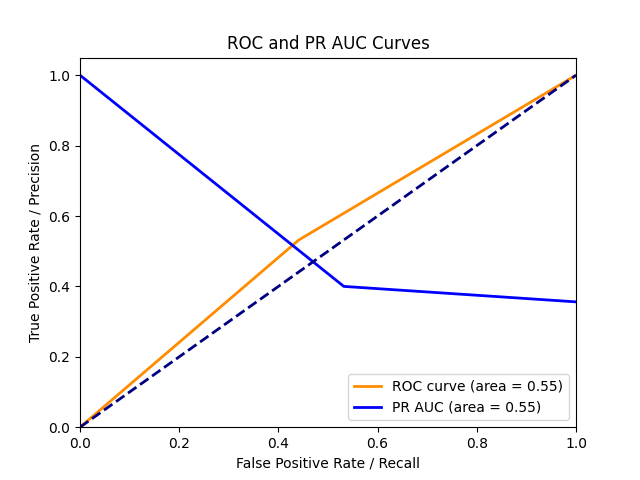 ROC and PR AUC Curves
True Positive Rate / Precision
1.0
0.8
0.6
0.4
0.2
0.0
0.0 0.2 0.4 0.6 0.8 1.0
False Positive Rate / Recall
ROC curve (area = 0.55)
PR AUC (area = 0.55)